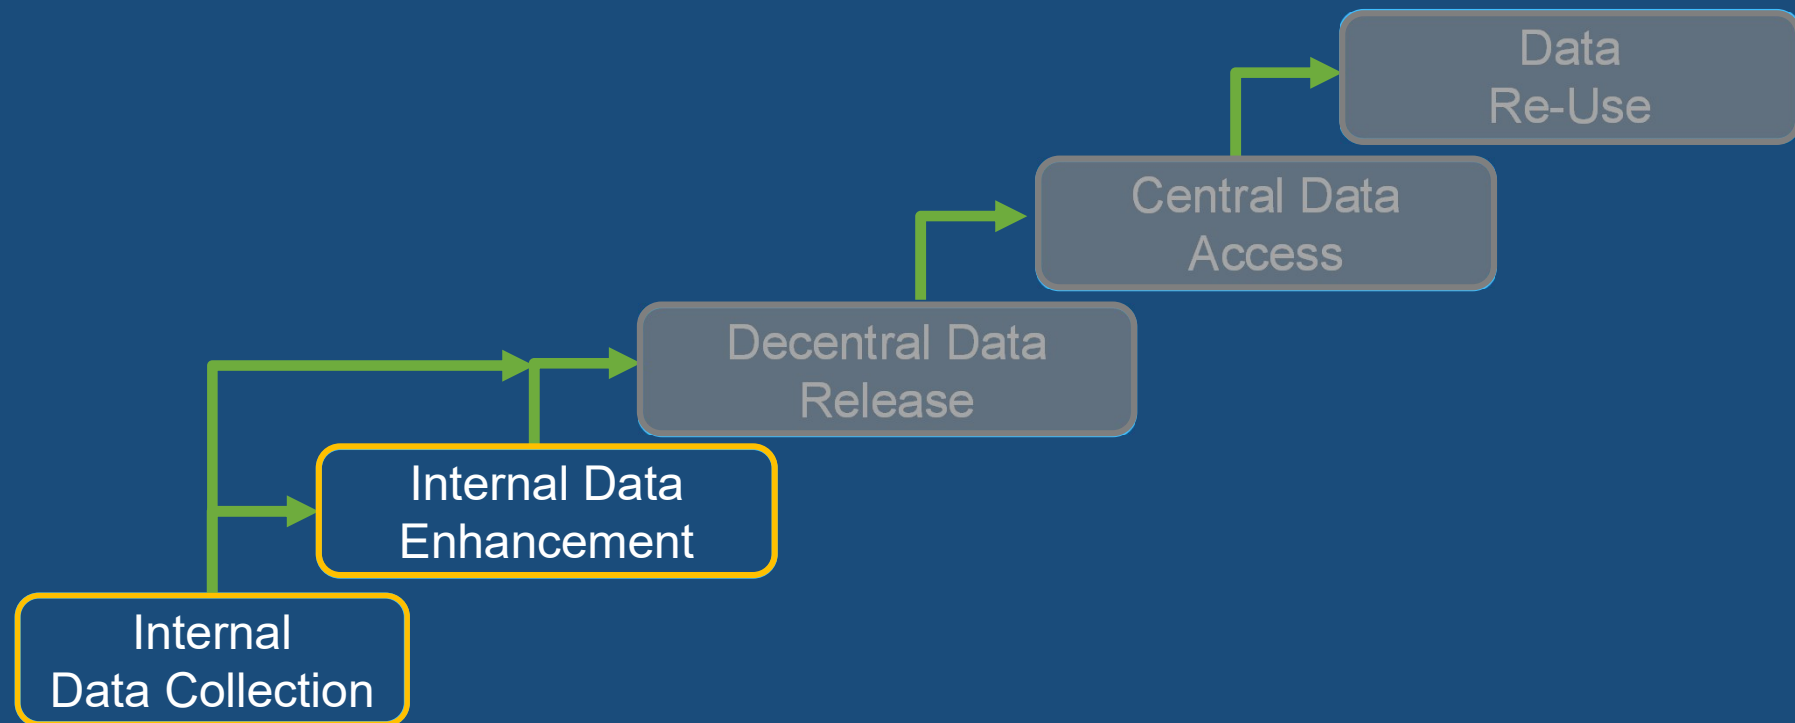 Data
Re-Use
Central Data
Access
Decentral Data
Release
Internal Data
Enhancement
Internal
Data Collection